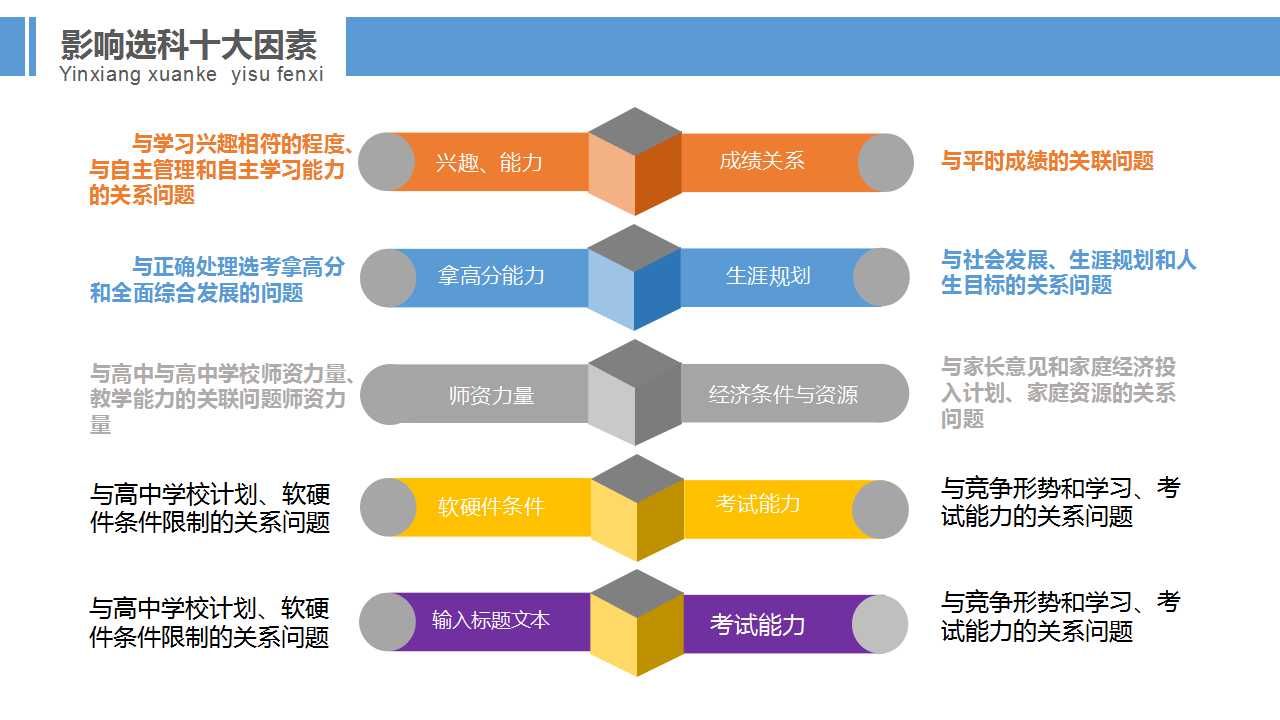 影响选科十大因素
Yinxiang xuanke yisu fenxi
与学习兴趣相符的程度、
与自主管理和自主学习能力
的关系问题
兴趣、能力
成绩关系
与平时成绩的关联问题
与正确处理选考拿高分
和全面综合发展的问题
拿高分能力
生涯规划
与社会发展、生涯规划和人
生目标的关系问题
与高中与高中学校师资力量、
教学能力的关联问题师资力
量
师资力量
经济条件与资源
与家长意见和家庭经济投
入计划、家庭资源的关系
问题
与高中学校计划、软硬
件条件限制的关系问题
软硬件条件
考试能力
与竞争形势和学习、考
试能力的关系问题
与高中学校计划、软硬
件条件限制的关系问题
输入标题文本
考试能力
与竞争形势和学习、考
试能力的关系问题